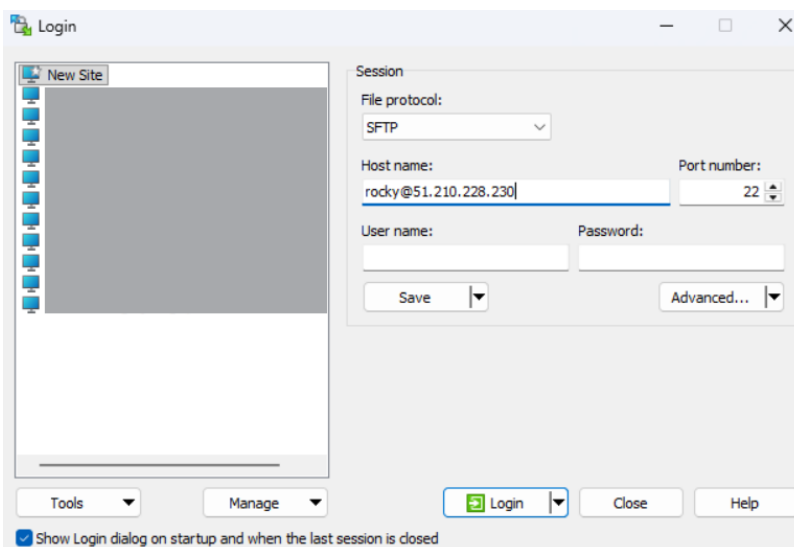 Login
New Site
Session
File protocol:
SFTP
Host name: Port number:
rocky@51.210.228.230 22
User name: Password:
Save Advanced...
Tools Manage Login Close Help
Show Login dialog on startup and when the last session is closed